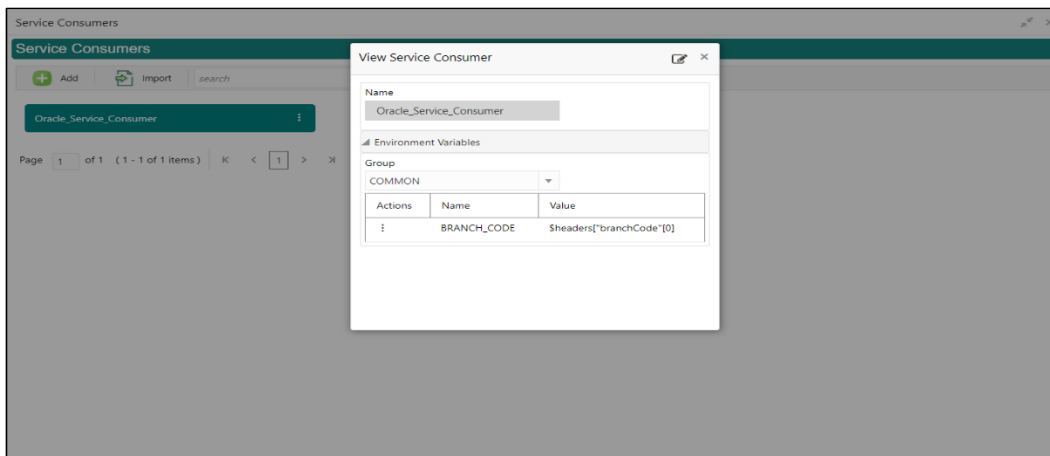 Service Consumers
Service Consumers
Add Import search
Oracle_Service_Consumer
Page 1 of 1 (1 - 1 of 1 items) K < 1 > >|
View Service Consumer
Name
Oracle_Service_Consumer
Environment Variables
Group
COMMON
Actions Name Value
BRANCH_CODE $headers["branchCode"[0]